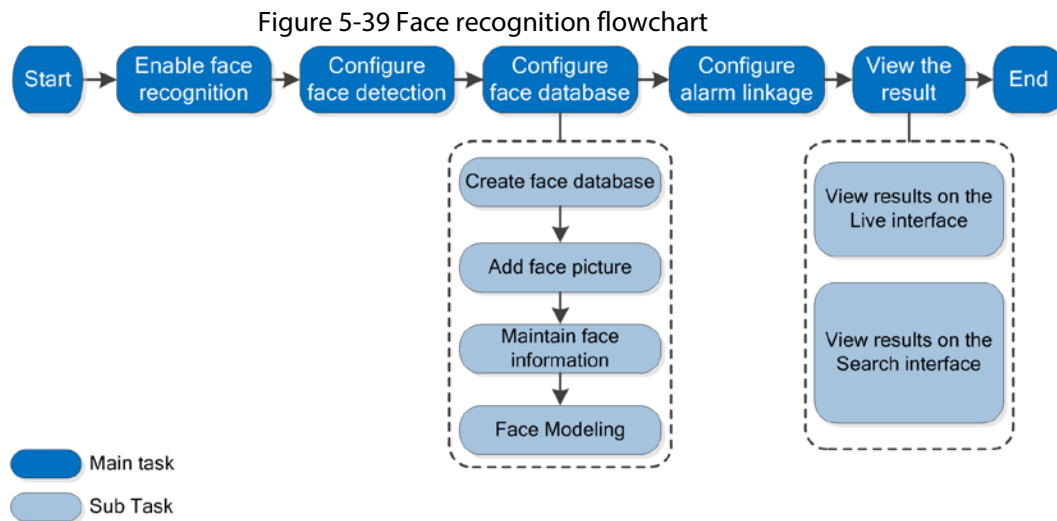 Figure 5-39 Face recognition flowchart
Start
Enable face
recognition
Configure
face detection
Configure
face database
Configure
alarm linkage
View the
result
End
Create face database
Add face picture
Maintain face
information
Face Modeling
View results on the
Live interface
View results on the
Search interface
Main task
Sub Task